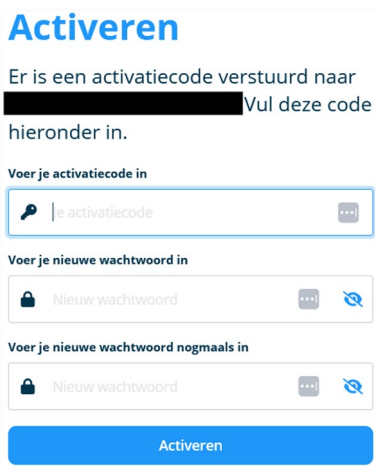 Activeren
Er is een activatiecode verstuurd naar
Vul deze code
hieronder in.
Voer je activatiecode in
Je activatiecode
Voer je nieuwe wachtwoord in
Nieuw wachtwoord
Voer je nieuwe wachtwoord nogmaals in
Nieuw wachtwoord
Activeren